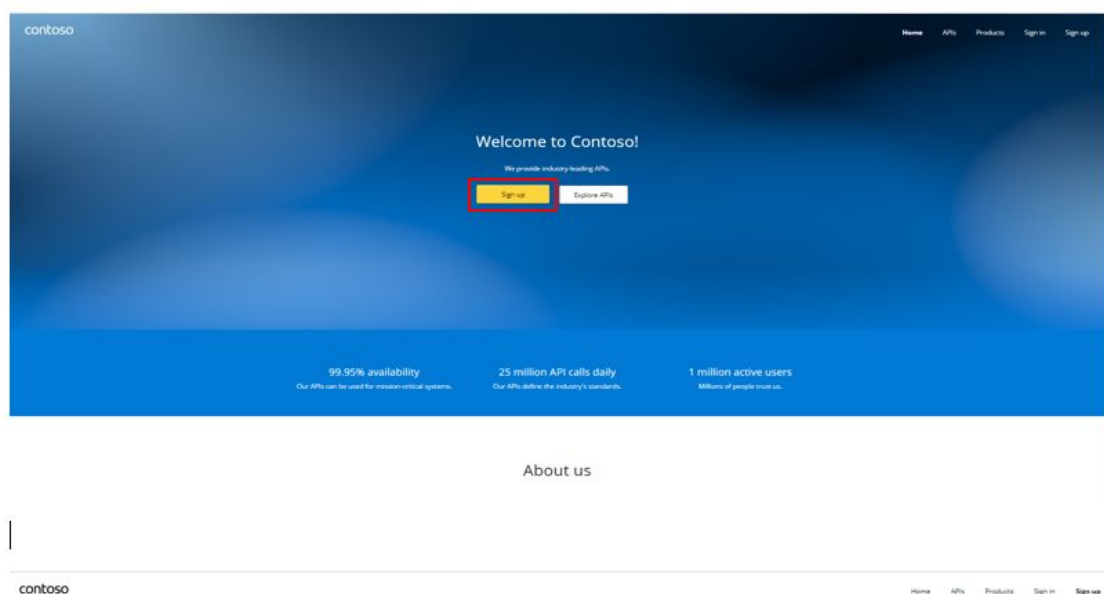 contoso
Home APIs Products Sign in Sign up
Welcome to Contoso!
We provide industry-leading APIs.
Sign up Explore APIs
99.95% availability 25 million API calls daily 1 million active users
Our APIs can be used for mission-critical systems. Our APIs define the industry's standards. Millions of people trust us.
About us
contoso
Home APIs Products Sign in Sign up